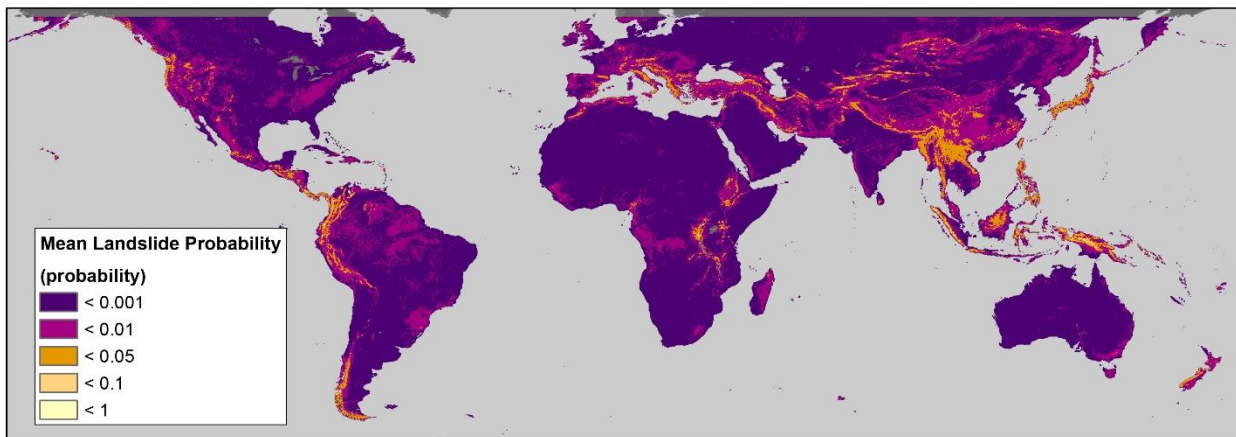 Mean Landslide Probability
(probability)
< 0.001
< 0.01
< 0.05
< 0.1
< 1